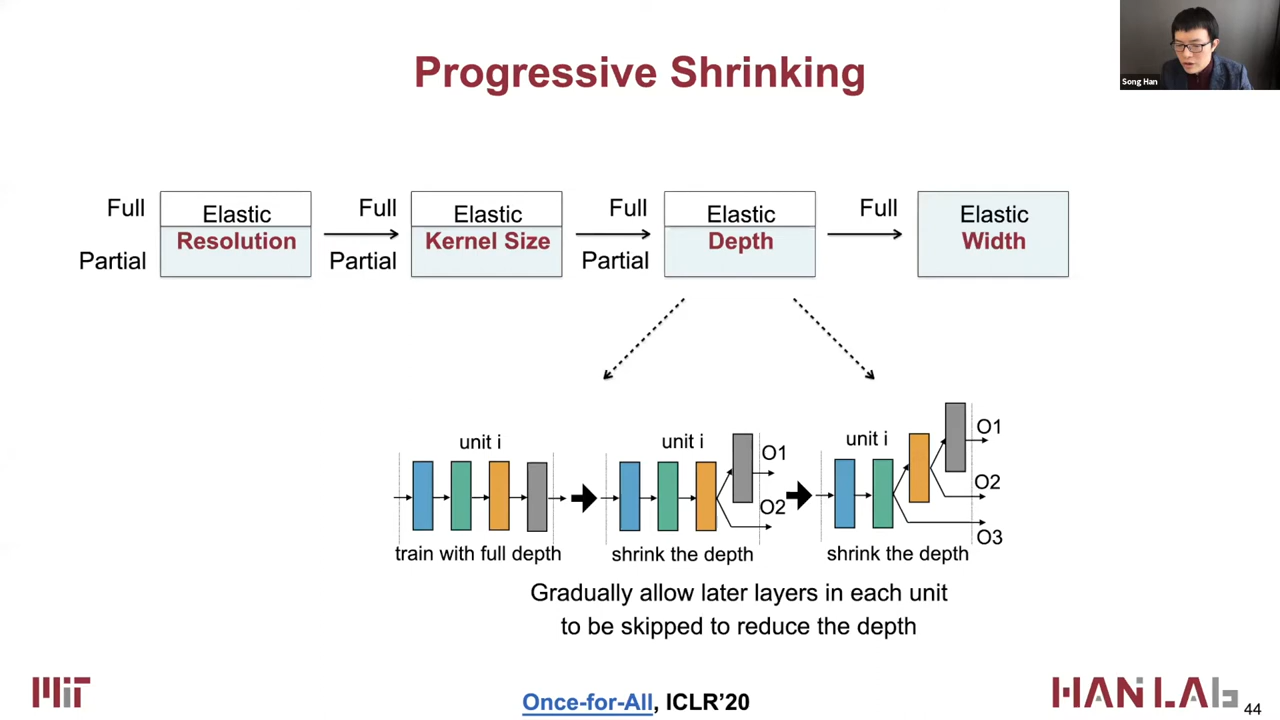 Progressive Shrinking
Song Han
Full
Partial
Elastic
Resolution
Full
Partial
Elastic
Kernel Size
Full
Partial
Elastic
Depth
Full
Elastic
Width
unit i
train with full depth
unit i
O1
O2
shrink the depth
unit i
O1
O2
O3
shrink the depth
Gradually allow later layers in each unit
to be skipped to reduce the depth
MIT
Once-for-All, ICLR’20
HAN LAb
44